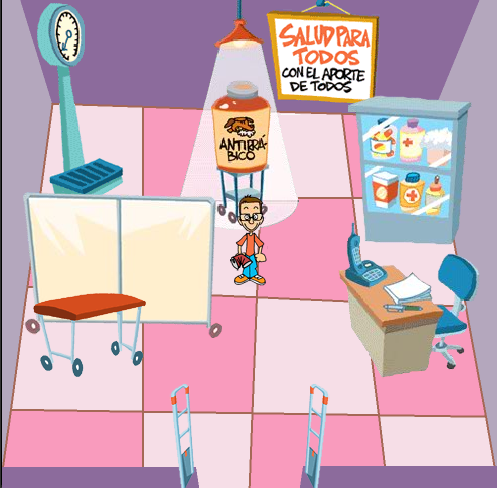 SALUD PARA
TODOS
CON EL APORTE
DE TODOS
ANTIRRÁ-
BICO